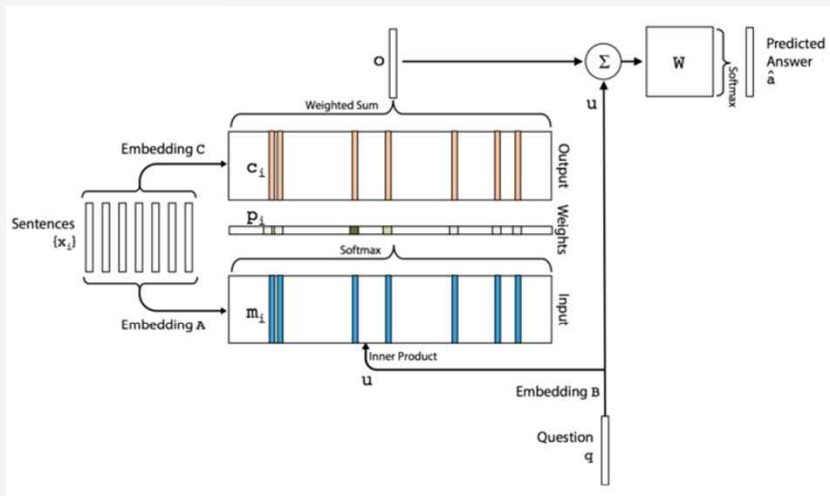 o
Σ
W
Softmax
Predicted
Answer
â
u
Weighted Sum
Embedding C
cᵢ
Output
Sentences
{xᵢ}
pᵢ
Weights
Softmax
mᵢ
Input
Embedding A
Inner Product
u
Embedding B
Question
q